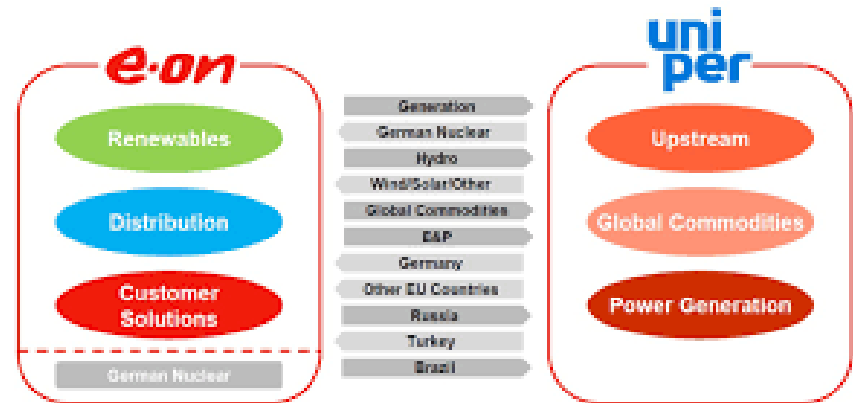 e·on
Renewables
Distribution
Customer
Solutions
German Nuclear
Generation
German Nuclear
Hydro
Wind/Solar/Other
Global Commodities
E&P
Germany
Other EU Countries
Russia
Turkey
Brazil
uni
per
Upstream
Global Commodities
Power Generation